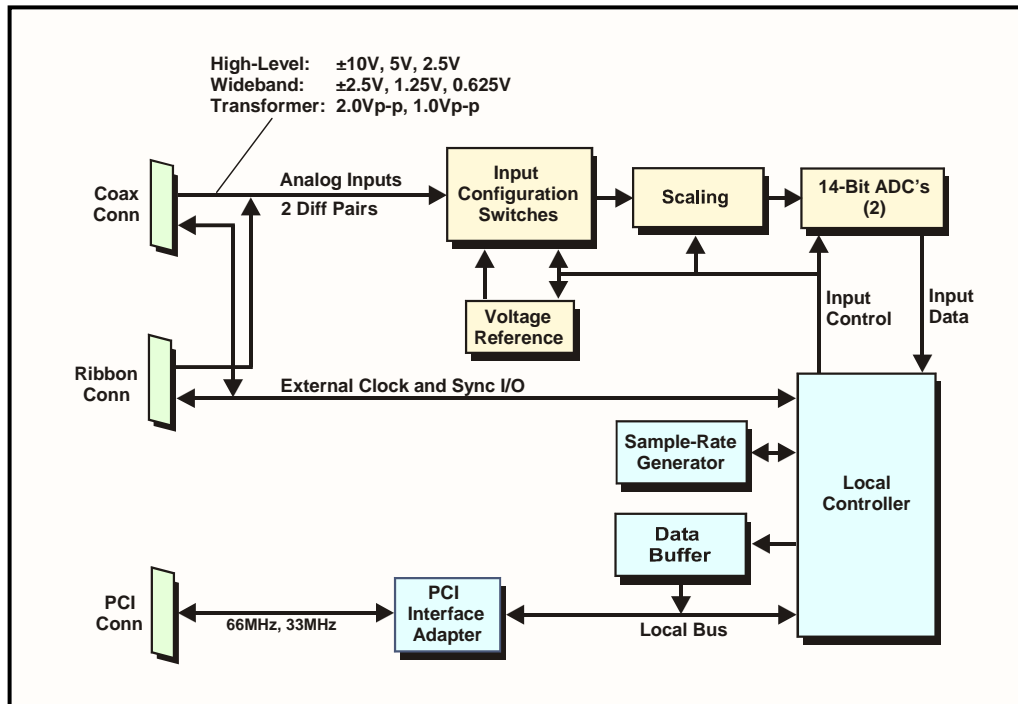 High-Level: ±10V, 5V, 2.5V
Wideband: ±2.5V, 1.25V, 0.625V
Transformer: 2.0Vp-p, 1.0Vp-p
Coax
Conn
Analog Inputs
2 Diff Pairs
Input
Configuration
Switches
Scaling
14-Bit ADC's
(2)
Voltage
Reference
Input
Control
Input
Data
Ribbon
Conn
External Clock and Sync I/O
Sample-Rate
Generator
Local
Controller
Data
Buffer
PCI
Conn
66MHz, 33MHz
PCI
Interface
Adapter
Local Bus